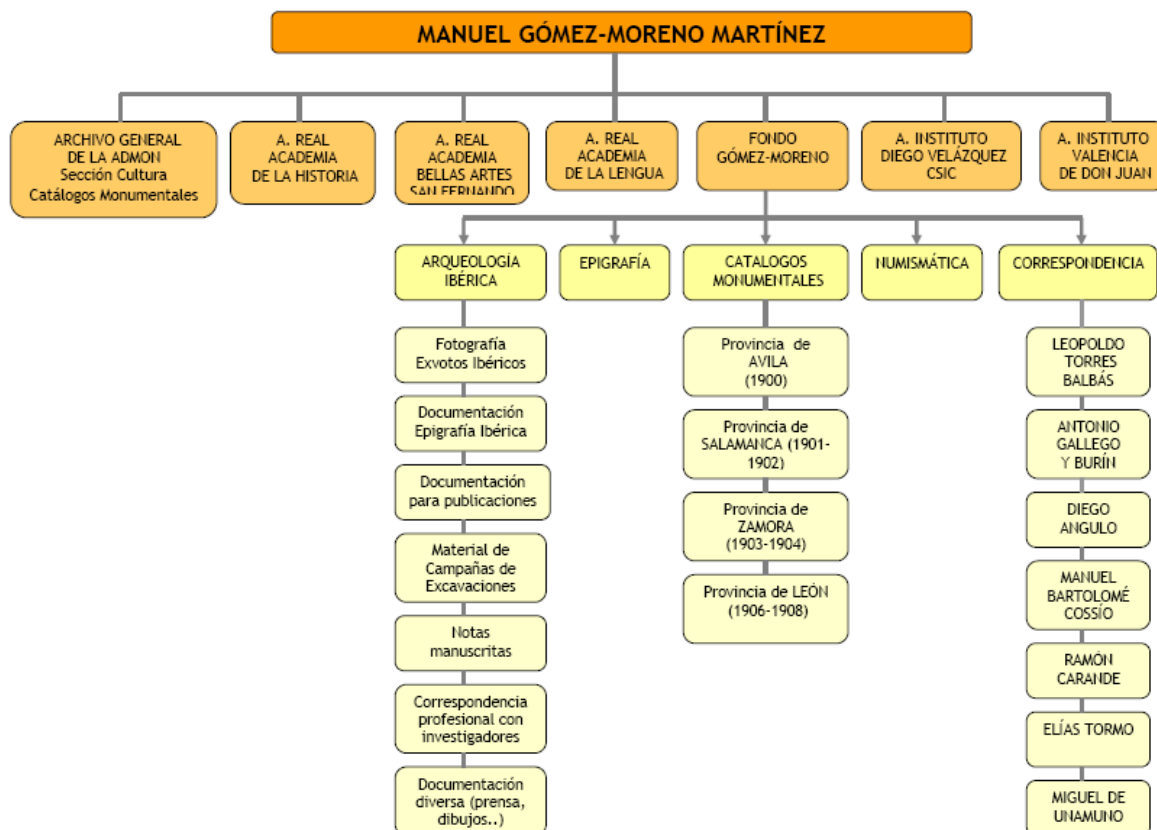 MANUEL GÓMEZ-MORENO MARTÍNEZ
ARCHIVO GENERAL
DE LA ADMON
Sección Cultura
Catálogos Monumentales
A. REAL
ACADEMIA
DE LA HISTORIA
A. REAL
ACADEMIA
BELLAS ARTES
SAN FERNANDO
A. REAL
ACADEMIA
DE LA LENGUA
FONDO
GÓMEZ-MORENO
A. INSTITUTO
DIEGO VELÁZQUEZ
CSIC
A. INSTITUTO
VALENCIA
DE DON JUAN
ARQUEOLOGÍA
IBÉRICA
EPIGRAFÍA
CATALOGOS
MONUMENTALES
NUMISMÁTICA
CORRESPONDENCIA
Fotografía
Exvotos Ibéricos
Documentación
Epigrafía Ibérica
Documentación
para publicaciones
Material de
Campañas de
Excavaciones
Notas
manuscritas
Correspondencia
profesional con
investigadores
Documentación
diversa (prensa,
dibujos..)
Provincia de
AVILA
(1900)
Provincia de
SALAMANCA (1901-
1902)
Provincia de
ZAMORA
(1903-1904)
Provincia de LEÓN
(1906-1908)
LEOPOLDO
TORRES
BALBÁS
ANTONIO
GALLEGO
Y BURÍN
DIEGO
ANGULO
MANUEL
BARTOLOMÉ
COSSÍO
RAMÓN
CARANDE
ELÍAS TORMO
MIGUEL DE
UNAMUNO